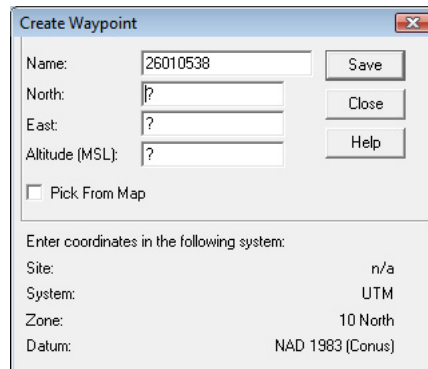 Create Waypoint
Name: 26010538 Save
North: ? Close
East: ?
Altitude (MSL): ? Help
Pick From Map
Enter coordinates in the following system:
Site: n/a
System: UTM
Zone: 10 North
Datum: NAD 1983 (Conus)